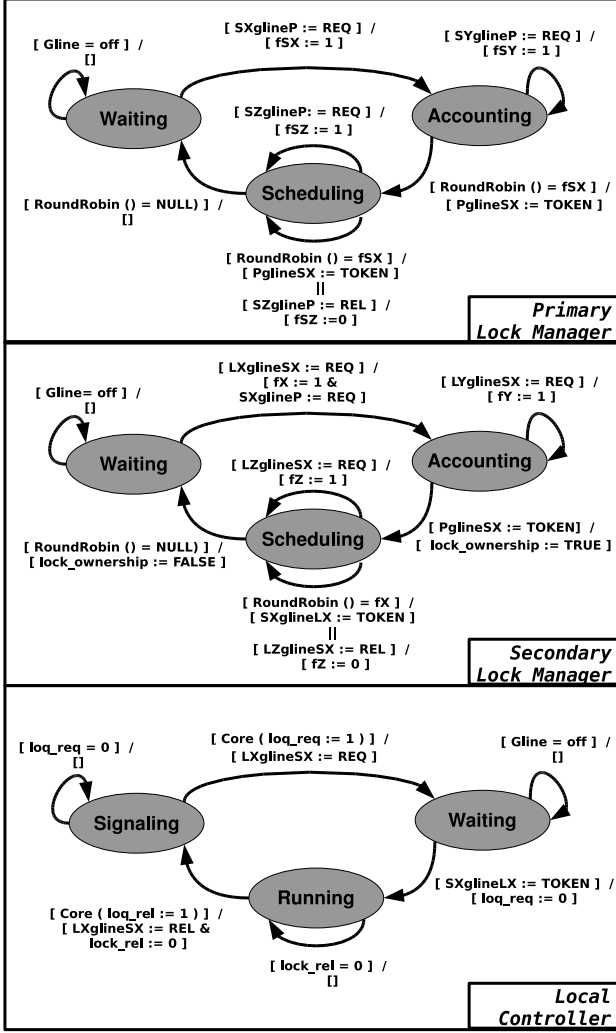 [ SXglineP := REQ ] /
[ fSX := 1 ]
[ Gline = off ] /
[]
[ SYglineP := REQ ] /
[ fSY := 1 ]
Waiting
[ SZglineP: = REQ ] /
[ fSZ := 1 ]
Accounting
Scheduling
[ RoundRobin () = NULL) ] /
[]
[ RoundRobin () = fSX ] /
[ PglineSX := TOKEN ]
[ RoundRobin () = fSX ] /
[ PglineSX := TOKEN ]
||
[ SZglineP := REL ] /
[ fSZ :=0 ]
Primary
Lock Manager
[ LXglineSX := REQ ] /
[ fX := 1 &
SXglineP := REQ ]
[ Gline= off ] /
[]
[ LYglineSX := REQ ] /
[ fY := 1 ]
Waiting
[ LZglineSX := REQ ] /
[ fZ := 1 ]
Accounting
Scheduling
[ RoundRobin () = NULL) ] /
[ lock_ownership := FALSE ]
[ PglineSX := TOKEN] /
[ lock_ownership := TRUE ]
[ RoundRobin () = fX ] /
[ SXglineLX := TOKEN ]
||
[ LZglineSX := REL ] /
[ fZ := 0 ]
Secondary
Lock Manager
[ loq_req = 0 ] /
[]
[ Core ( loq_req := 1 ) ] /
[ LXglineSX := REQ ]
[ Gline = off ] /
[]
Signaling
Waiting
Running
[ Core ( loq_rel := 1 ) ] /
[ LXglineSX := REL &
lock_rel := 0 ]
[ SXglineLX := TOKEN ] /
[ loq_req := 0 ]
[ lock_rel = 0 ] /
[]
Local
Controller